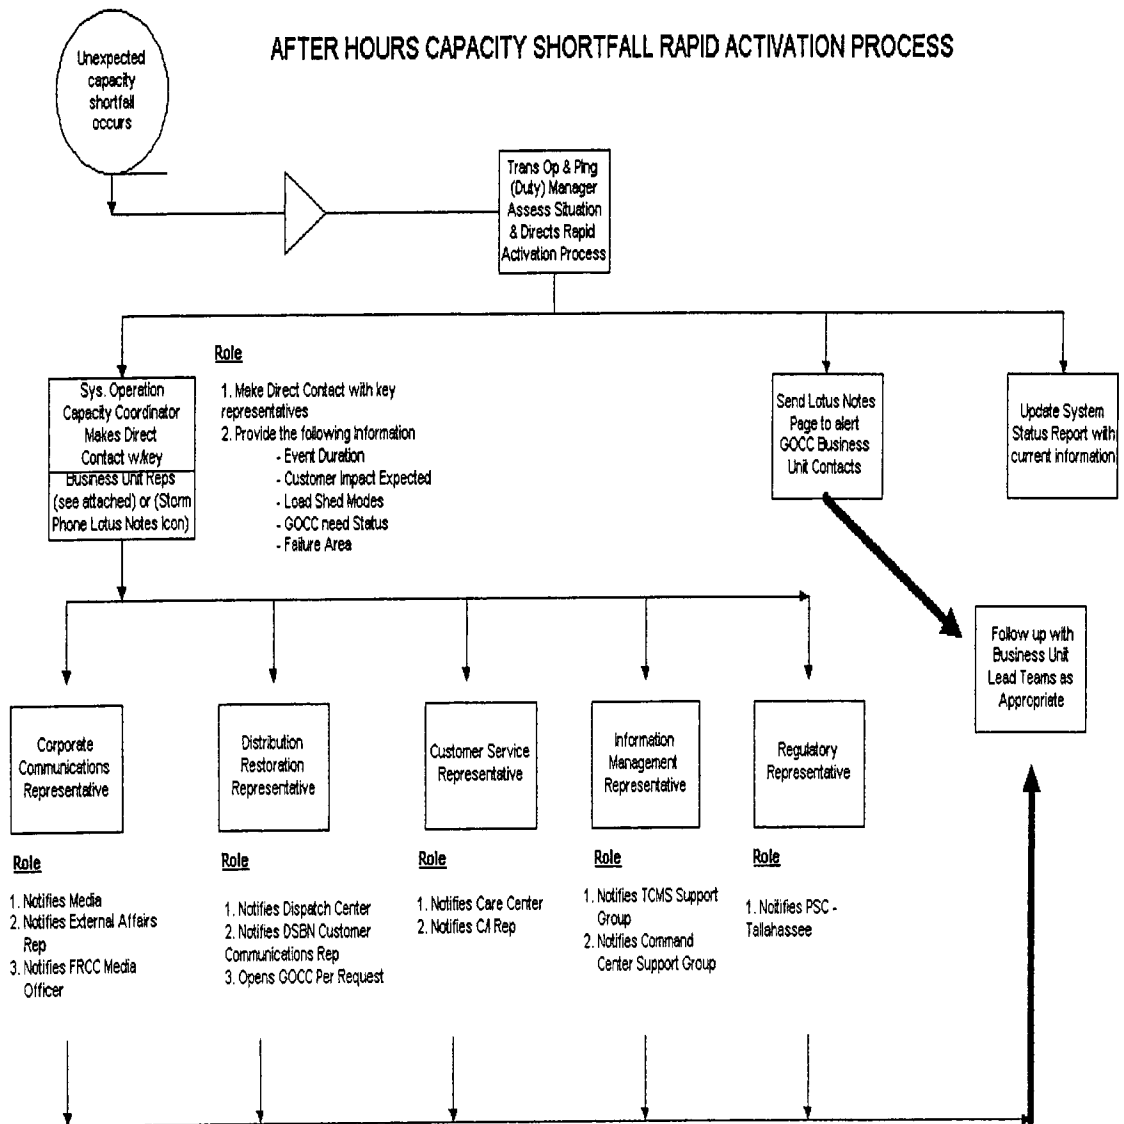 AFTER HOURS CAPACITY SHORTFALL RAPID ACTIVATION PROCESS
Unexpected
capacity
shortfall
occurs
Trans Op & Plng
(Duty) Manager
Assess Situation
& Directs Rapid
Activation Process
Sys. Operation
Capacity Coordinator
Makes Direct
Contact w/key
Business Unit Reps
(see attached) or (Storm
Phone Lotus Notes Icon)
Role
1. Make Direct Contact with key
representatives
2. Provide the following Information
- Event Duration
- Customer Impact Expected
- Load Shed Modes
- GOCC need Status
- Failure Area
Send Lotus Notes
Page to alert
GOCC Business
Unit Contacts
Update System
Status Report with
current information
Follow up with
Business Unit
Lead Teams as
Appropriate
Corporate
Communications
Representative
Distribution
Restoration
Representative
Customer Service
Representative
Information
Management
Representative
Regulatory
Representative
Role
1. Notifies Media
2. Notifies External Affairs
Rep
3. Notifies FRCC Media
Officer
Role
1. Notifies Dispatch Center
2. Notifies DSBN Customer
Communications Rep
3. Opens GOCC Per Request
Role
1. Notifies Care Center
2. Notifies C/I Rep
Role
1. Notifies TCMS Support
Group
2. Notifies Command
Center Support Group
Role
1. Noitifies PSC -
Tallahassee